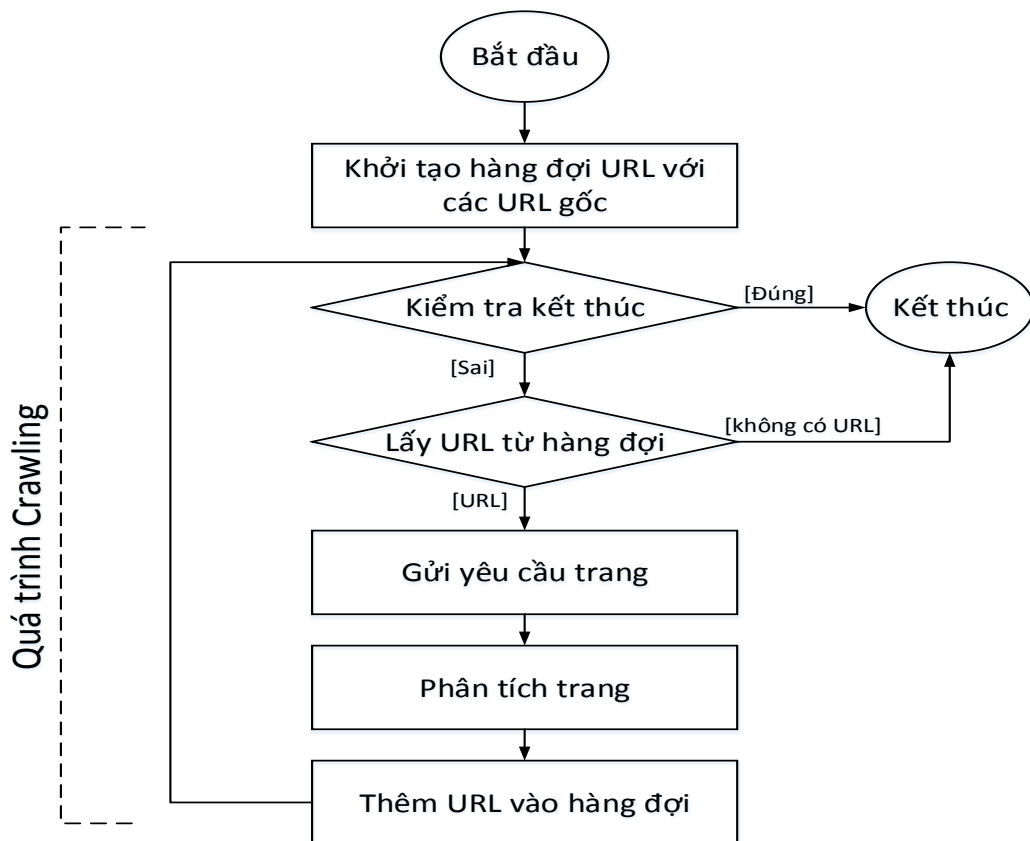 Bắt đầu
Khởi tạo hàng đợi URL với
các URL gốc
Kiểm tra kết thúc
[Đúng]
Kết thúc
[Sai]
Lấy URL từ hàng đợi
[không có URL]
[URL]
Gửi yêu cầu trang
Phân tích trang
Thêm URL vào hàng đợi
Quá trình Crawling